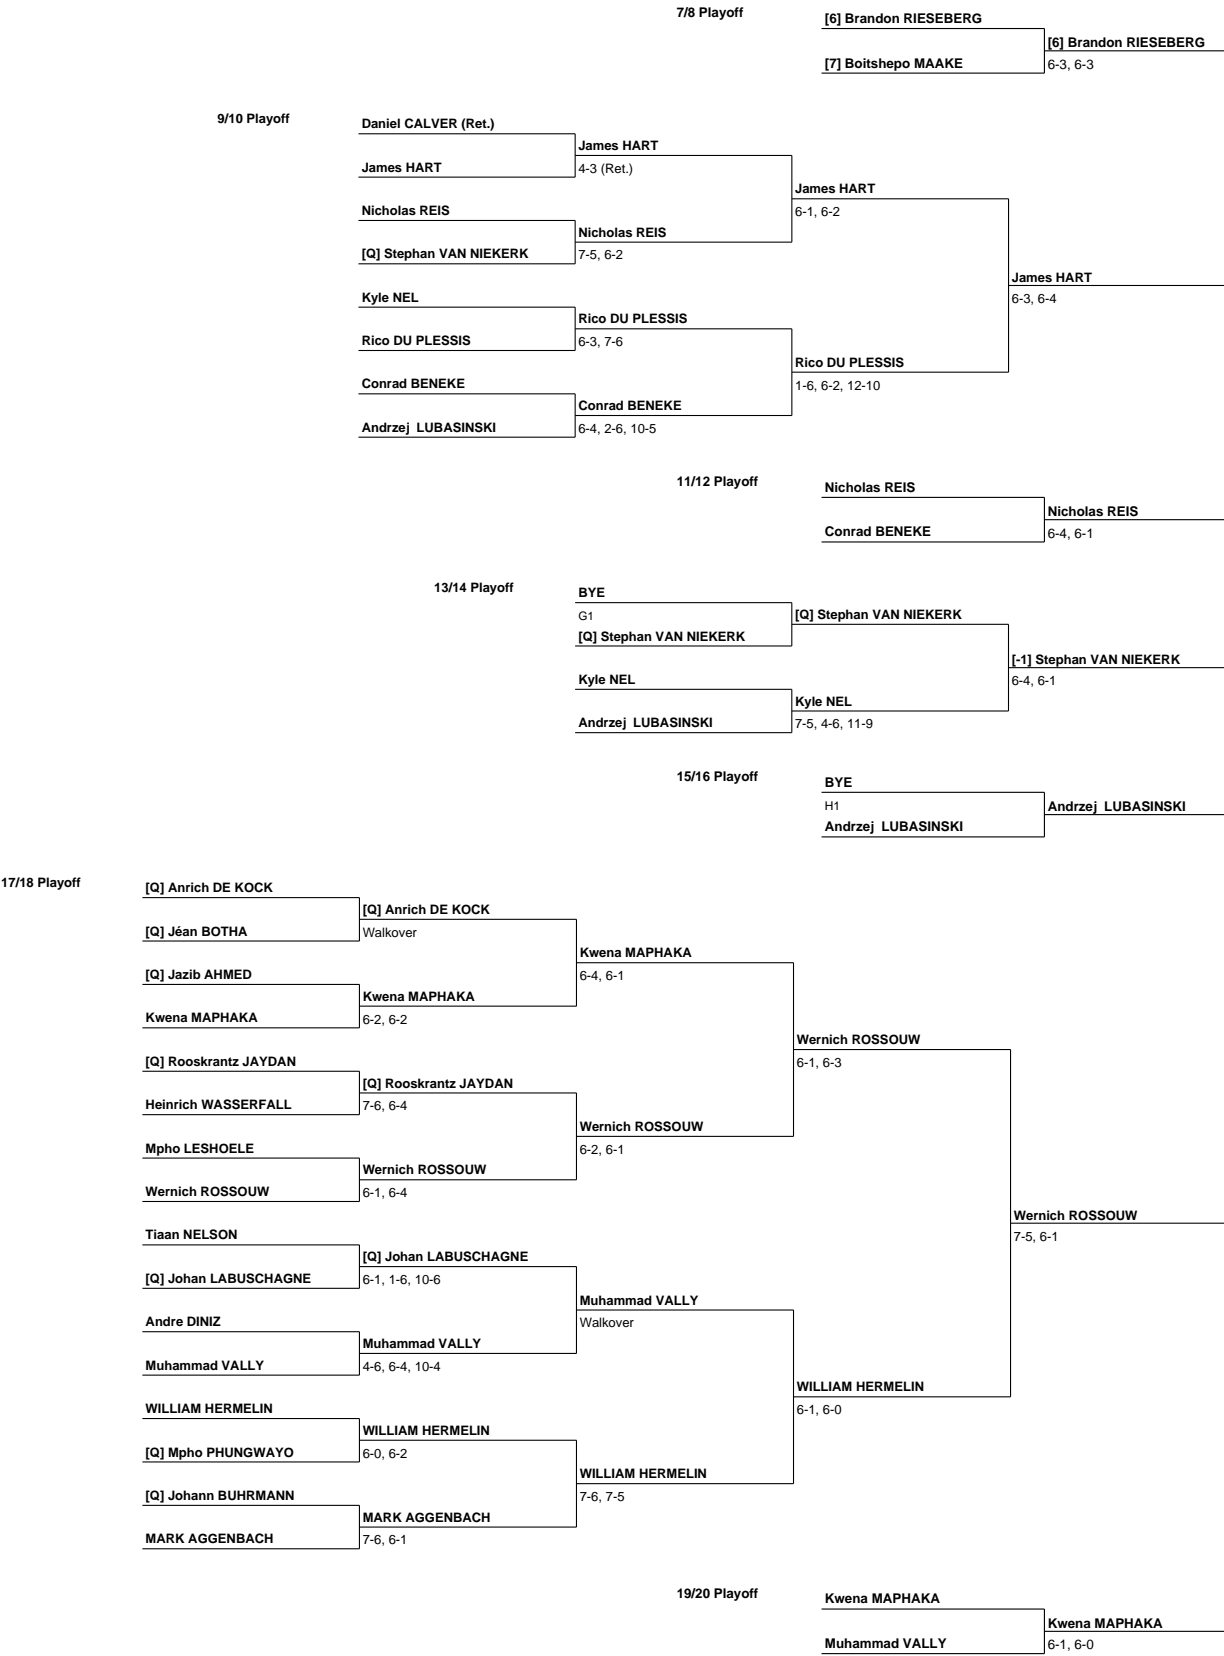 7/8 Playoff
[6] Brandon RIESEBERG
[6] Brandon RIESEBERG
[7] Boitshepo MAAKE
6-3, 6-3
9/10 Playoff
Daniel CALVER (Ret.)
James HART
James HART
4-3 (Ret.)
James HART
Nicholas REIS
6-1, 6-2
Nicholas REIS
[Q] Stephan VAN NIEKERK
7-5, 6-2
James HART
Kyle NEL
6-3, 6-4
Rico DU PLESSIS
Rico DU PLESSIS
6-3, 7-6
Rico DU PLESSIS
Conrad BENEKE
1-6, 6-2, 12-10
Conrad BENEKE
Andrzej  LUBASINSKI
6-4, 2-6, 10-5
11/12 Playoff
Nicholas REIS
Nicholas REIS
Conrad BENEKE
6-4, 6-1
13/14 Playoff
BYE
G1
[Q] Stephan VAN NIEKERK
[Q] Stephan VAN NIEKERK
[-1] Stephan VAN NIEKERK
Kyle NEL
6-4, 6-1
Kyle NEL
Andrzej  LUBASINSKI
7-5, 4-6, 11-9
15/16 Playoff
BYE
H1
Andrzej  LUBASINSKI
Andrzej  LUBASINSKI
17/18 Playoff
[Q] Anrich DE KOCK
[Q] Anrich DE KOCK
[Q] Jéan BOTHA
Walkover
Kwena MAPHAKA
[Q] Jazib AHMED
6-4, 6-1
Kwena MAPHAKA
Kwena MAPHAKA
6-2, 6-2
Wernich ROSSOUW
[Q] Rooskrantz JAYDAN
6-1, 6-3
[Q] Rooskrantz JAYDAN
Heinrich WASSERFALL
7-6, 6-4
Wernich ROSSOUW
Mpho LESHOELE
6-2, 6-1
Wernich ROSSOUW
Wernich ROSSOUW
6-1, 6-4
Wernich ROSSOUW
Tiaan NELSON
7-5, 6-1
[Q] Johan LABUSCHAGNE
[Q] Johan LABUSCHAGNE
6-1, 1-6, 10-6
Muhammad VALLY
Andre DINIZ
Walkover
Muhammad VALLY
Muhammad VALLY
4-6, 6-4, 10-4
WILLIAM HERMELIN
WILLIAM HERMELIN
6-1, 6-0
WILLIAM HERMELIN
[Q] Mpho PHUNGWAYO
6-0, 6-2
WILLIAM HERMELIN
[Q] Johann BUHRMANN
7-6, 7-5
MARK AGGENBACH
MARK AGGENBACH
7-6, 6-1
19/20 Playoff
Kwena MAPHAKA
Kwena MAPHAKA
Muhammad VALLY
6-1, 6-0